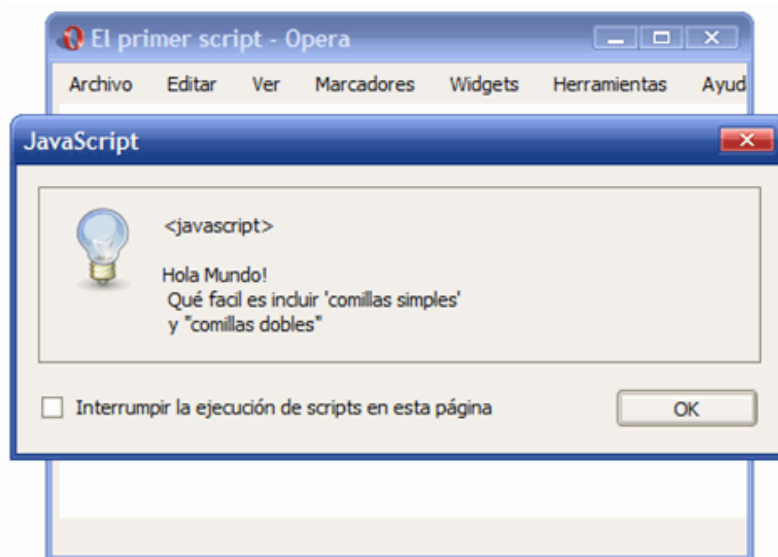 El primer script - Opera
Archivo Editar Ver Marcadores Widgets Herramientas Ayud
JavaScript
<javascript>
Hola Mundo!
Qué facil es incluir 'comillas simples'
y "comillas dobles"
Interrumpir la ejecución de scripts en esta página OK